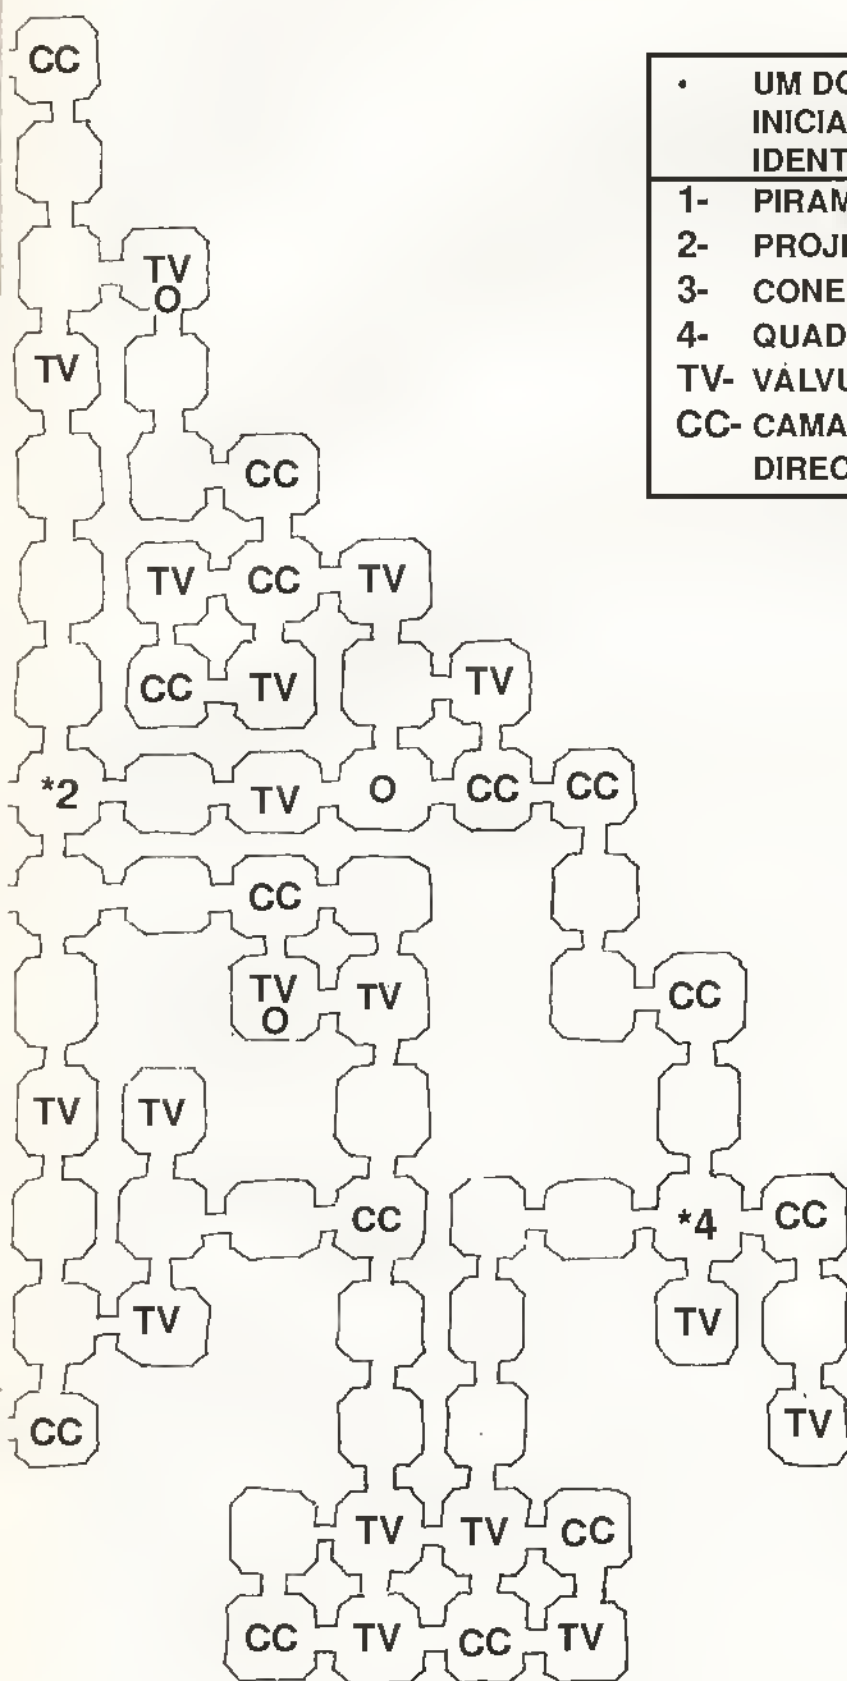 CC
• UM DO
INICIA
IDENT
1- PIRAM
2- PROJE
3- CONE
4- QUAD
TV- VÁLVU
CC- CAMA
DIREC
TV
O
TV
CC
TV CC TV
CC TV TV
*2 TV O CC CC
CC
TV TV CC
O
TV TV
CC *4 CC
TV TV
CC TV
TV TV CC
CC TV CC TV